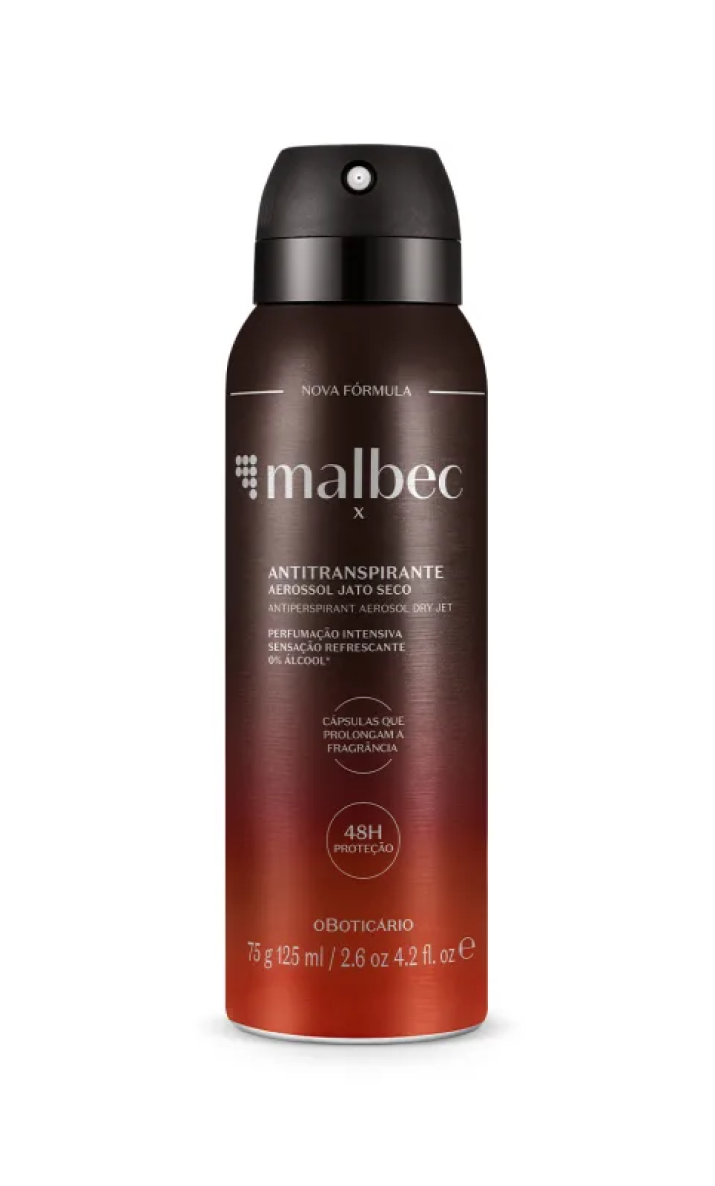 NOVA FÓRMULA
malbec
x
ANTITRANSPIRANTE
AEROSSOL JATO SECO
ANTIPERSPIRANT AEROSOL DRY JET
PERFUMAÇÃO INTENSIVA
SENSAÇÃO REFRESCANTE
0% ÁLCOOL*
CÁPSULAS QUE
PROLONGAM A
FRAGRÂNCIA
48H
PROTEÇÃO
oBOTICÁRIO
75 g 125 ml / 2.6 oz 4.2 fl. oz ℮